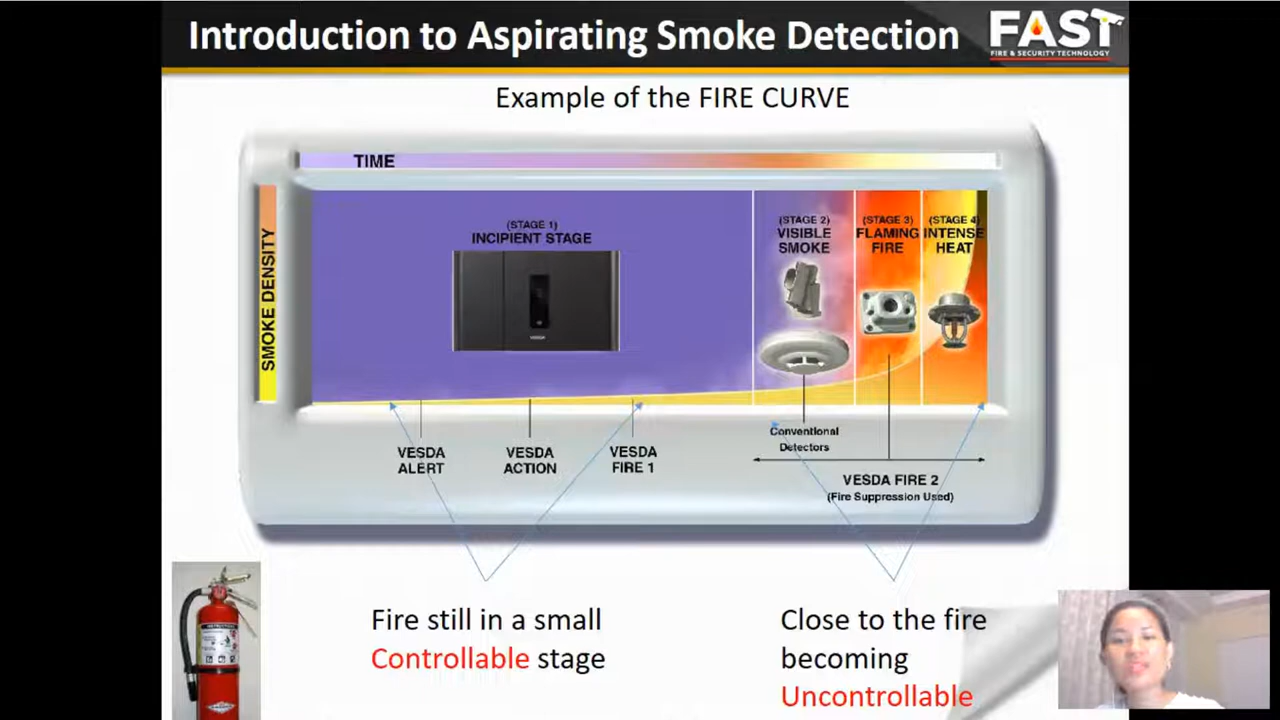 Introduction to Aspirating Smoke Detection
FAST
FIRE & SECURITY TECHNOLOGY
Example of the FIRE CURVE
TIME
SMOKE DENSITY
(STAGE 1)
INCIPIENT STAGE
(STAGE 2)
VISIBLE
SMOKE
(STAGE 3)
FLAMING
FIRE
(STAGE 4)
INTENSE
HEAT
VESDA
ALERT
VESDA
ACTION
VESDA
FIRE 1
Conventional
Detectors
VESDA FIRE 2
(Fire Suppression Used)
Fire still in a small
Controllable stage
Close to the fire
becoming
Uncontrollable